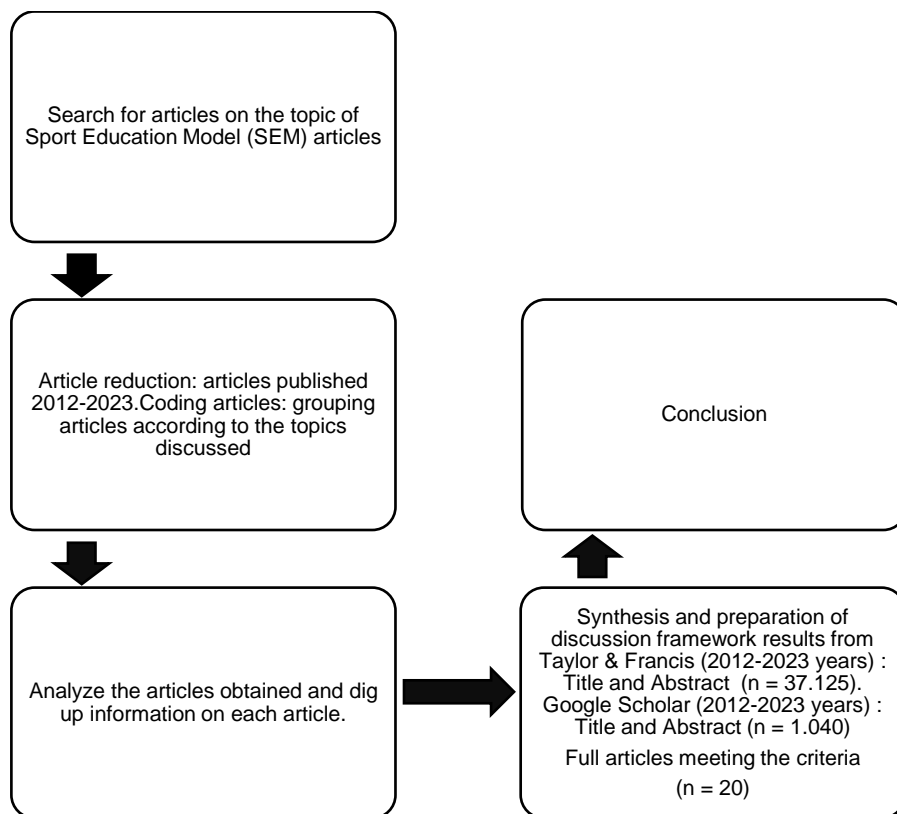 Search for articles on the topic of
Sport Education Model (SEM) articles
Article reduction: articles published
2012-2023.Coding articles: grouping
articles according to the topics
discussed
Analyze the articles obtained and dig
up information on each article.
Synthesis and preparation of
discussion framework results from
Taylor & Francis (2012-2023 years) :
Title and Abstract (n = 37.125).
Google Scholar (2012-2023 years) :
Title and Abstract (n = 1.040)
Full articles meeting the criteria
(n = 20)
Conclusion